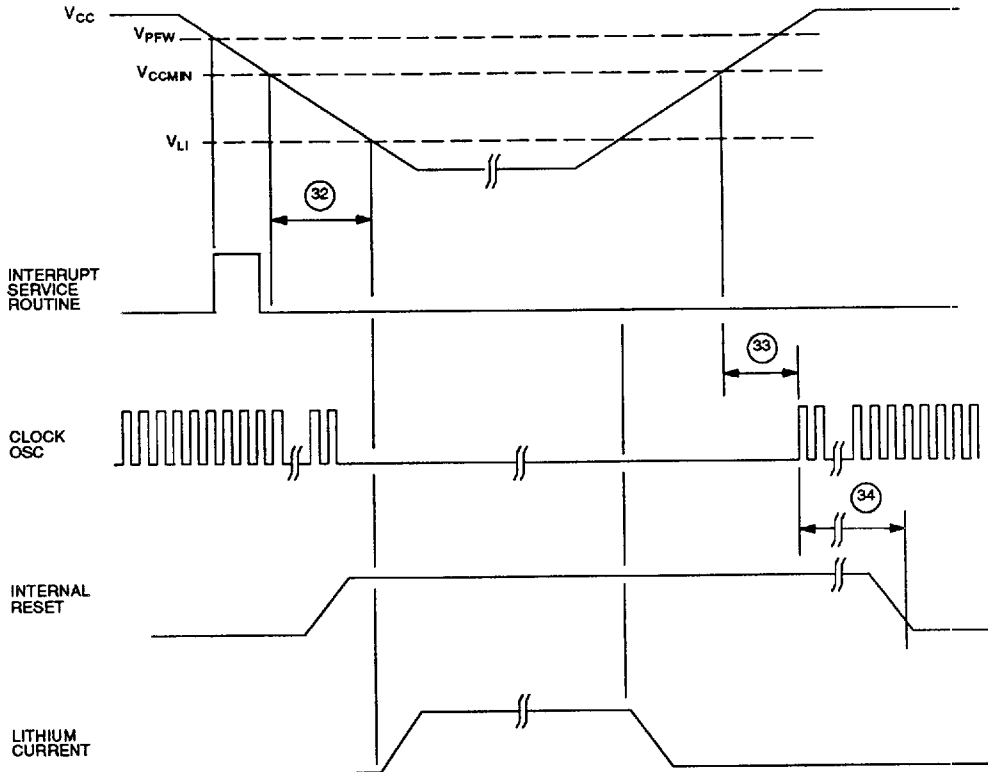 VCC
VPFW
VCCMIN
VLI
32
INTERRUPT
SERVICE
ROUTINE
33
CLOCK
OSC
34
INTERNAL
RESET
LITHIUM
CURRENT